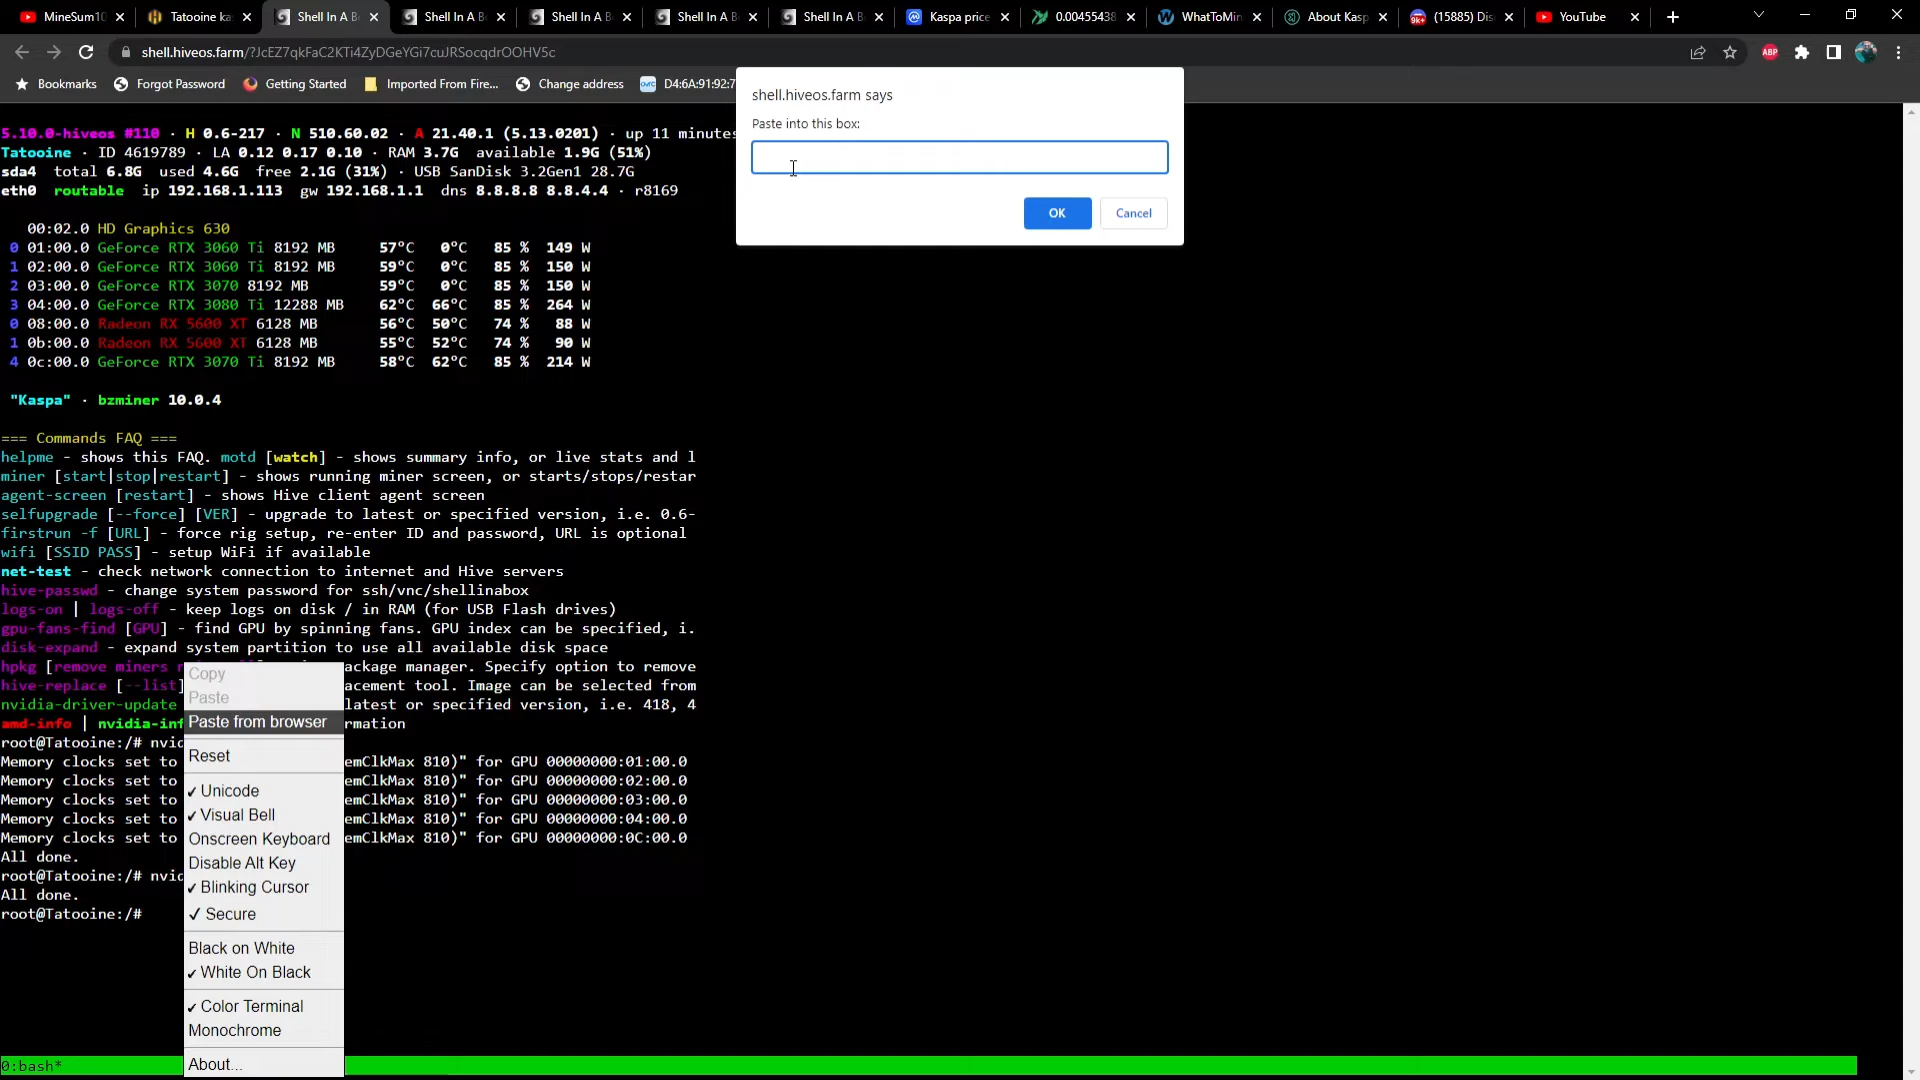 MineSum10
Tatooine ka
Shell In A B
Shell In A B
Shell In A B
Shell In A B
Shell In A B
Kaspa price
0.00455438
WhatToMin
About Kasp
(15885) Dis
YouTube
shell.hiveos.farm/?JcEZ7qkFaC2KTi4ZyDGeYGi7cuJRSocqdrOOHV5c
ABP
Bookmarks
Forgot Password
Getting Started
Imported From Fire...
Change address
D4:6A:91:92:7
shell.hiveos.farm says
Paste into this box:
OK
Cancel
5.10.0-hiveos #110 · H 0.6-217 · N 510.60.02 · A 21.40.1 (5.13.0201) · up 11 minutes
Tatooine · ID 4619789 · LA 0.12 0.17 0.10 · RAM 3.7G available 1.9G (51%)
sda4 total 6.8G used 4.6G free 2.1G (31%) · USB SanDisk 3.2Gen1 28.7G
eth0 routable ip 192.168.1.113 gw 192.168.1.1 dns 8.8.8.8 8.8.4.4 · r8169
00:02.0 HD Graphics 630
0 01:00.0 GeForce RTX 3060 Ti 8192 MB 57°C 0°C 85 % 149 W
1 02:00.0 GeForce RTX 3060 Ti 8192 MB 59°C 0°C 85 % 150 W
2 03:00.0 GeForce RTX 3070 8192 MB 59°C 0°C 85 % 150 W
3 04:00.0 GeForce RTX 3080 Ti 12288 MB 62°C 66°C 85 % 264 W
0 08:00.0 Radeon RX 5600 XT 6128 MB 56°C 50°C 74 % 88 W
1 0b:00.0 Radeon RX 5600 XT 6128 MB 55°C 52°C 74 % 90 W
4 0c:00.0 GeForce RTX 3070 Ti 8192 MB 58°C 62°C 85 % 214 W
"Kaspa" · bzminer 10.0.4
=== Commands FAQ ===
helpme - shows this FAQ. motd [watch] - shows summary info, or live stats and l
miner [start|stop|restart] - shows running miner screen, or starts/stops/restar
agent-screen [restart] - shows Hive client agent screen
selfupgrade [--force] [VER] - upgrade to latest or specified version, i.e. 0.6-
firstrun -f [URL] - force rig setup, re-enter ID and password, URL is optional
wifi [SSID PASS] - setup WiFi if available
net-test - check network connection to internet and Hive servers
hive-passwd - change system password for ssh/vnc/shellinabox
logs-on | logs-off - keep logs on disk / in RAM (for USB Flash drives)
gpu-fans-find [GPU] - find GPU by spinning fans. GPU index can be specified, i.
disk-expand - expand system partition to use all available disk space
hpkg [remove miners ackage manager. Specify option to remove
hive-replace [--list] acement tool. Image can be selected from
nvidia-driver-update latest or specified version, i.e. 418, 4
amd-info | nvidia-inf rmation
root@Tatooine:/# nvid
Memory clocks set to emClkMax 810)" for GPU 00000000:01:00.0
Memory clocks set to emClkMax 810)" for GPU 00000000:02:00.0
Memory clocks set to emClkMax 810)" for GPU 00000000:03:00.0
Memory clocks set to emClkMax 810)" for GPU 00000000:04:00.0
Memory clocks set to emClkMax 810)" for GPU 00000000:0C:00.0
All done.
root@Tatooine:/# nvid
All done.
root@Tatooine:/#
Copy
Paste
Paste from browser
Reset
✓ Unicode
✓ Visual Bell
Onscreen Keyboard
Disable Alt Key
✓ Blinking Cursor
✓ Secure
Black on White
✓ White On Black
✓ Color Terminal
Monochrome
About...
0:bash*